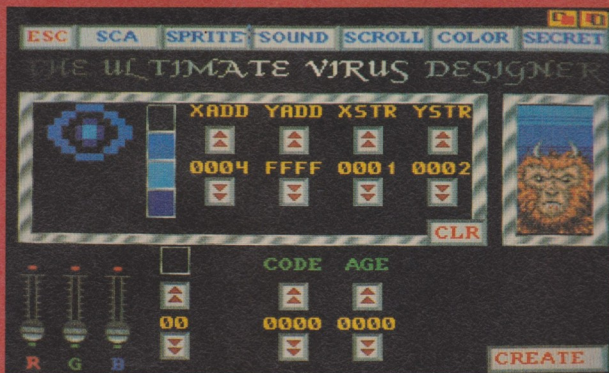 ESC SCA SPRITE SOUND SCROLL COLOR SECRET
THE ULTIMATE VIRUS DESIGNER
XADD YADD XSTR YSTR
0004 FFFF 0001 0002
CLR
CODE AGE
00 0000 0000
R G B
CREATE